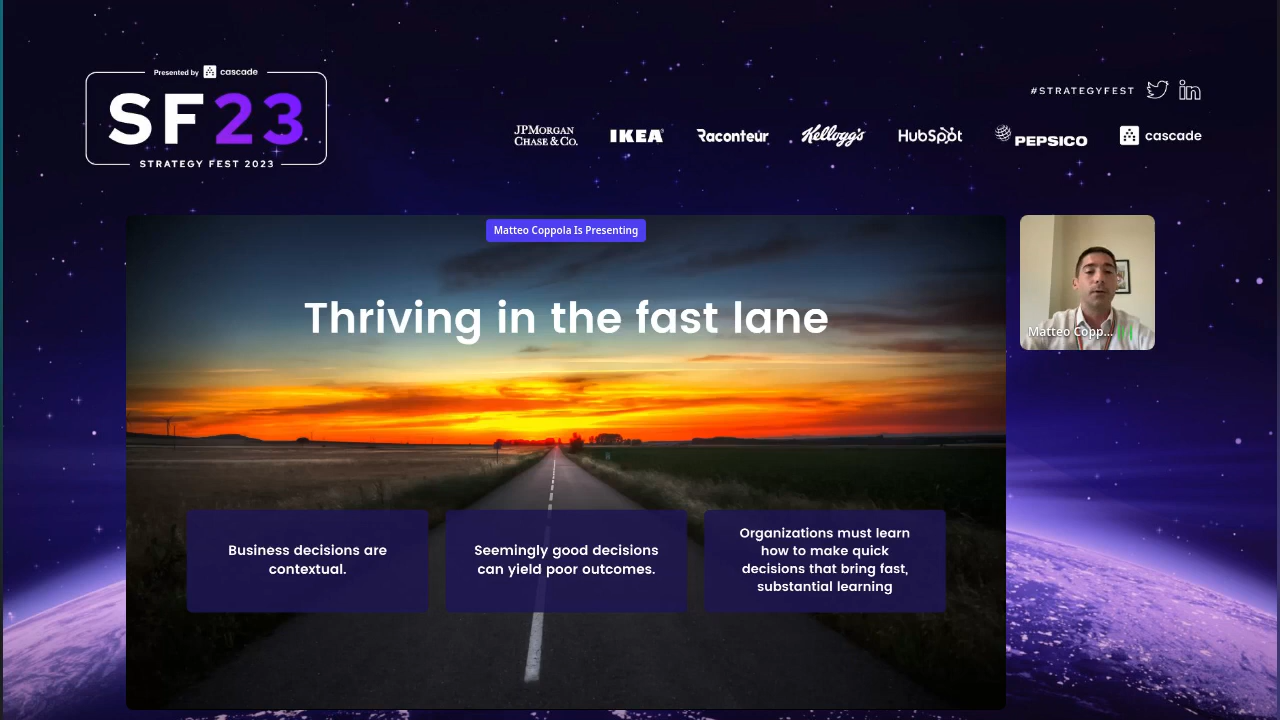 Presented by cascade
SF23
STRATEGY FEST 2023
#STRATEGYFEST
JPMORGAN
CHASE & CO.
IKEA
Raconteur
Kellogg's
HubSpot
PEPSICO
cascade
Matteo Coppola Is Presenting
Thriving in the fast lane
Business decisions are
contextual.
Seemingly good decisions
can yield poor outcomes.
Organizations must learn
how to make quick
decisions that bring fast,
substantial learning
Matteo Copp...